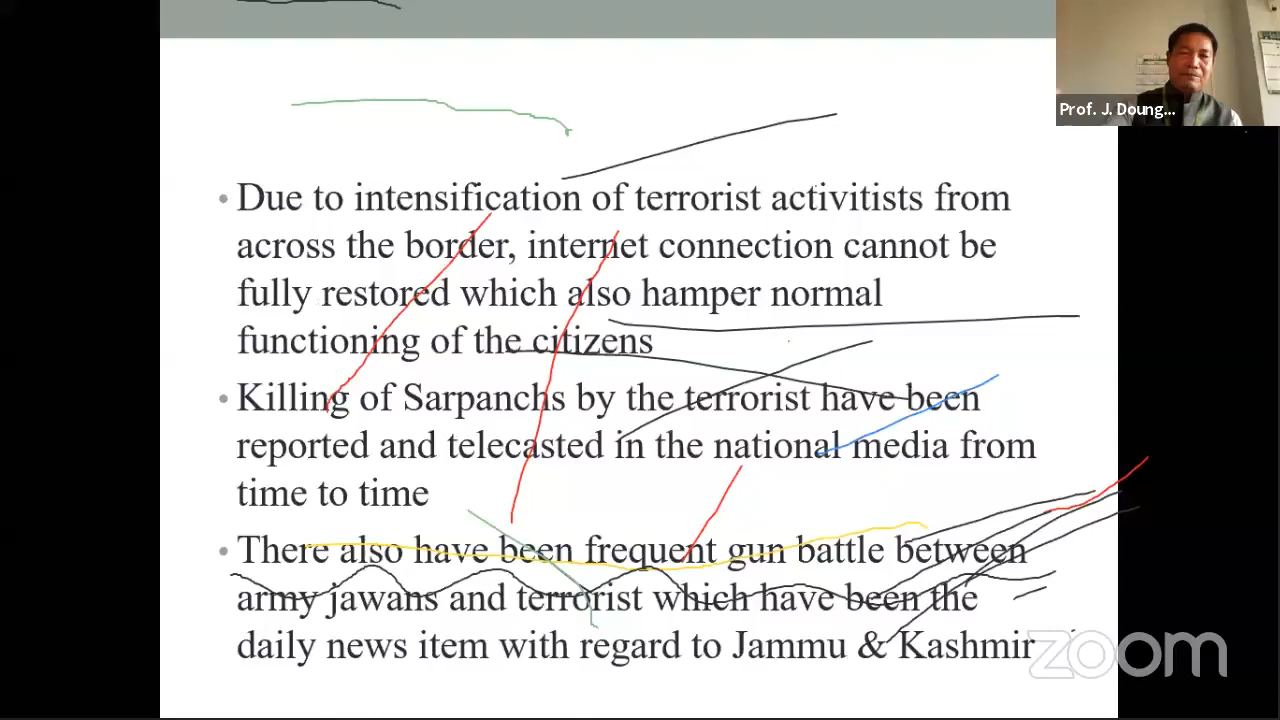 Prof. J. Doung...
• Due to intensification of terrorist activitists from
across the border, internet connection cannot be
fully restored which also hamper normal
functioning of the citizens
• Killing of Sarpanchs by the terrorist have been
reported and telecasted in the national media from
time to time
• There also have been frequent gun battle between
army jawans and terrorist which have been the
daily news item with regard to Jammu & Kashmir
zoom